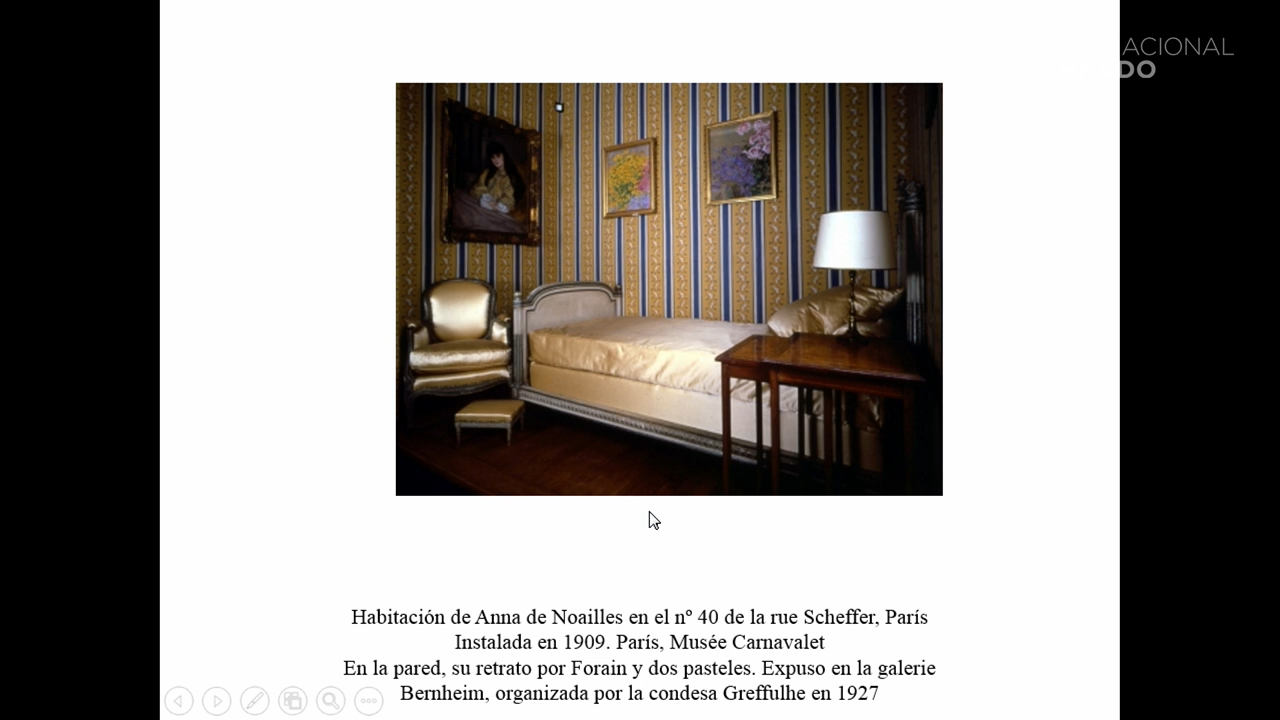 ACIONAL
DO
Habitación de Anna de Noailles en el nº 40 de la rue Scheffer, París
Instalada en 1909. París, Musée Carnavalet
En la pared, su retrato por Forain y dos pasteles. Expuso en la galerie
Bernheim, organizada por la condesa Greffulhe en 1927